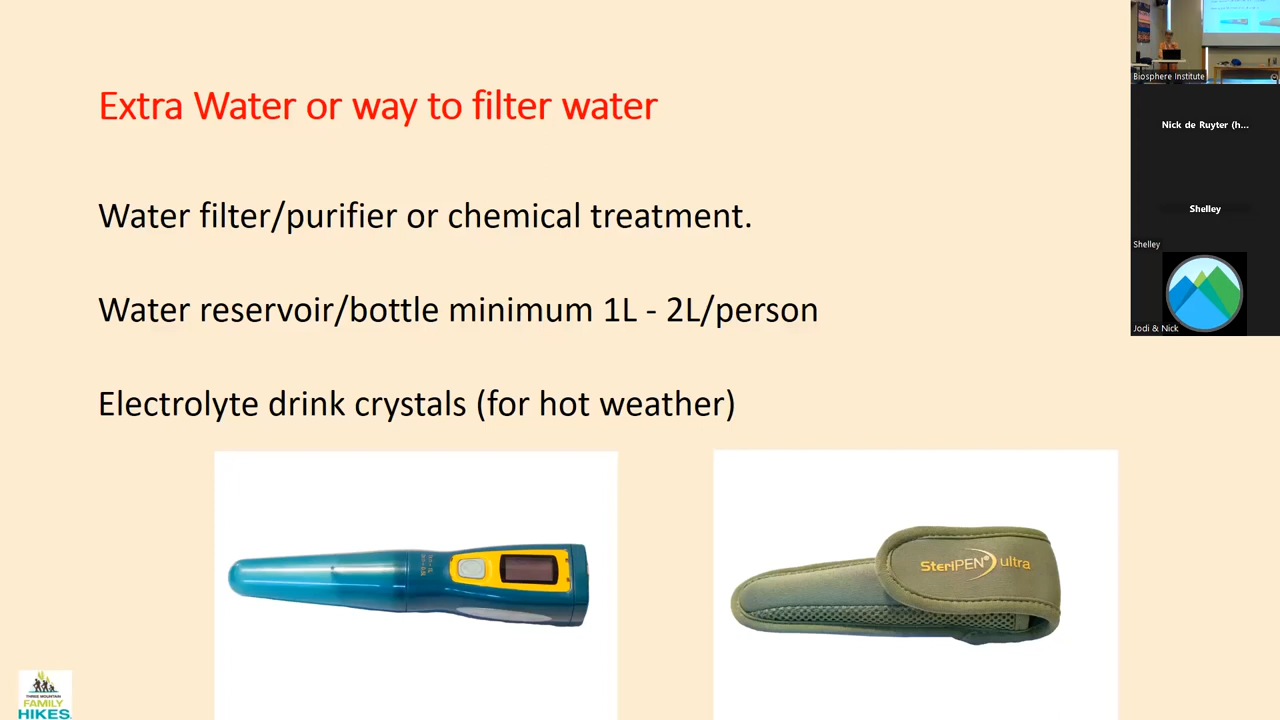 Extra Water or way to filter water
Water filter/purifier or chemical treatment.
Water reservoir/bottle minimum 1L - 2L/person
Electrolyte drink crystals (for hot weather)
SteriPEN® ultra
THREE MOUNTAIN
FAMILY
HIKES
Biosphere Institute
Nick de Ruyter (h...
Shelley
Shelley
Jodi & Nick